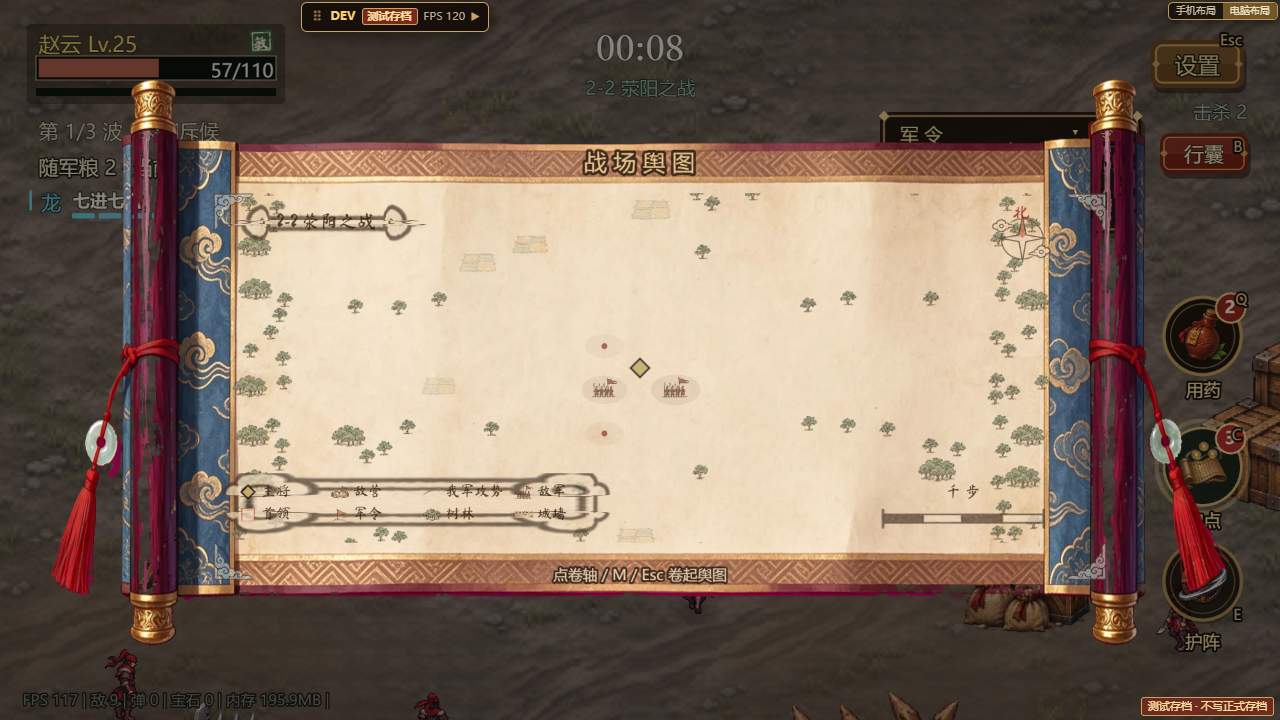 DEV 测试存档 FPS 120
手机布局 电脑布局
赵云 Lv.25 敌
57/110
00:08
2-2 荥阳之战
Esc
设置
击杀 2
第 1/3 波
斥候
随军粮 2
龙 七进七
军令
行囊 B
战场舆图
2-2 荥阳之战
北
2 Q
用药
3 C
点
E
护阵
主将 敌营 我军攻势 敌军
首领 军令 树林 城墙
千步
点卷轴 / M / Esc 卷起舆图
FPS 117 | 敌 9 | 弹 0 | 宝石 0 | 内存 195.9MB |
测试存档 - 不写正式存档